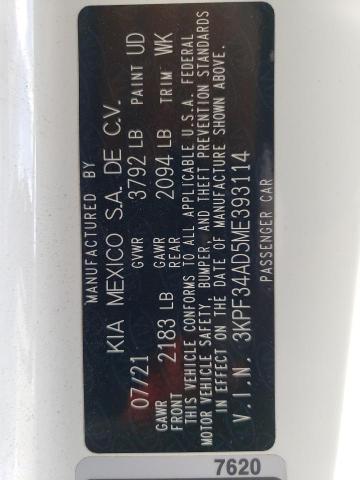 MANUFACTURED BY
KIA MEXICO S.A. DE C.V.
07/21 GVWR 3792 LB PAINT UD
GAWR FRONT 2183 LB GAWR REAR 2094 LB TRIM WK
THIS VEHICLE CONFORMS TO ALL APPLICABLE U.S.A. FEDERAL
MOTOR VEHICLE SAFETY, BUMPER, AND THEFT PREVENTION STANDARDS
IN EFFECT ON THE DATE OF MANUFACTURE SHOWN ABOVE.
V.I.N. 3KPF34AD5ME393114
PASSENGER CAR
7620